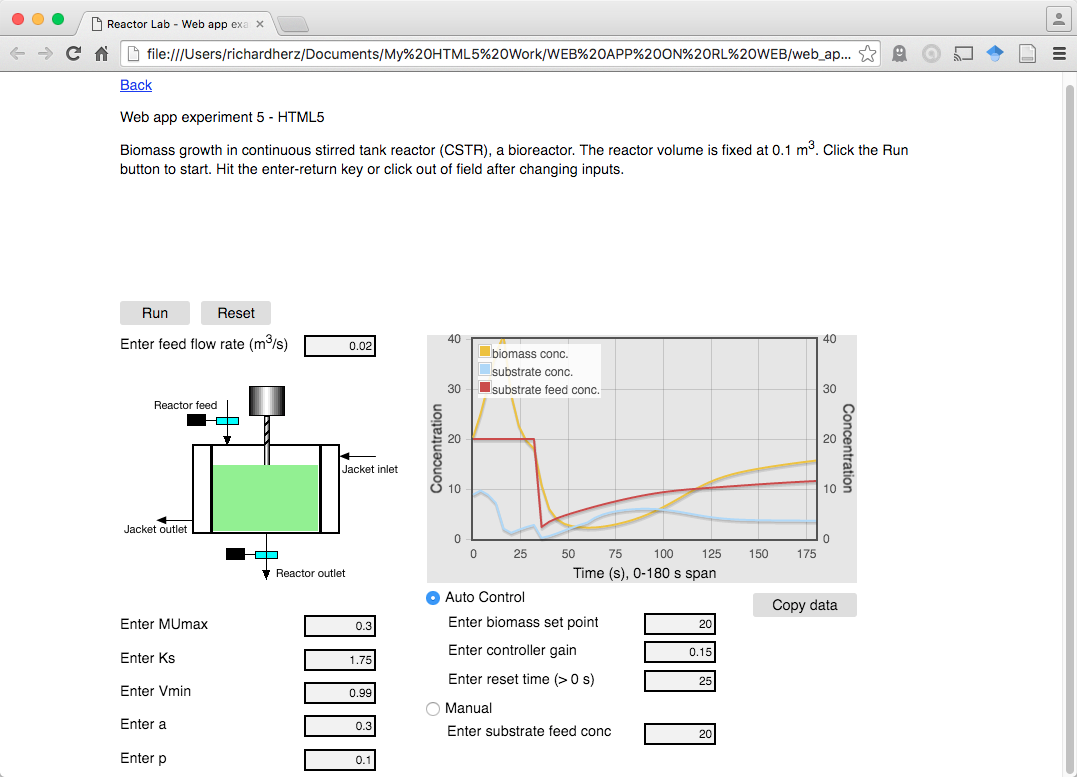 Reactor Lab - Web app exa
file:///Users/richardherz/Documents/My%20HTML5%20Work/WEB%20APP%20ON%20RL%20WEB/web_ap...
Back
Web app experiment 5 - HTML5
Biomass growth in continuous stirred tank reactor (CSTR), a bioreactor. The reactor volume is fixed at 0.1 m³. Click the Run
button to start. Hit the enter-return key or click out of field after changing inputs.
Run Reset
Enter feed flow rate (m³/s) 0.02
Reactor feed
Jacket inlet
Jacket outlet
Reactor outlet
40
30
20
10
0
Concentration
biomass conc.
substrate conc.
substrate feed conc.
40
30
20
10
0
Concentration
0 25 50 75 100 125 150 175
Time (s), 0-180 s span
Enter MUmax 0.3
Enter Ks 1.75
Enter Vmin 0.99
Enter a 0.3
Enter p 0.1
Auto Control
Enter biomass set point 20
Enter controller gain 0.15
Enter reset time (> 0 s) 25
Manual
Enter substrate feed conc 20
Copy data